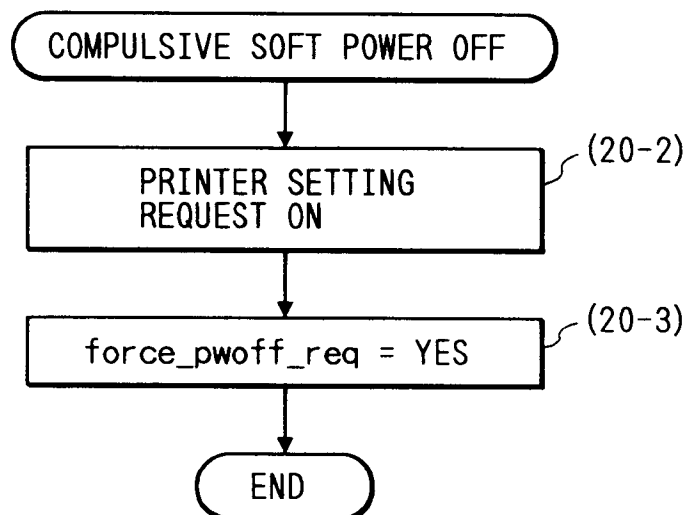 COMPULSIVE SOFT POWER OFF
(20-2)
PRINTER SETTING
REQUEST ON
(20-3)
force_pwoff_req = YES
END